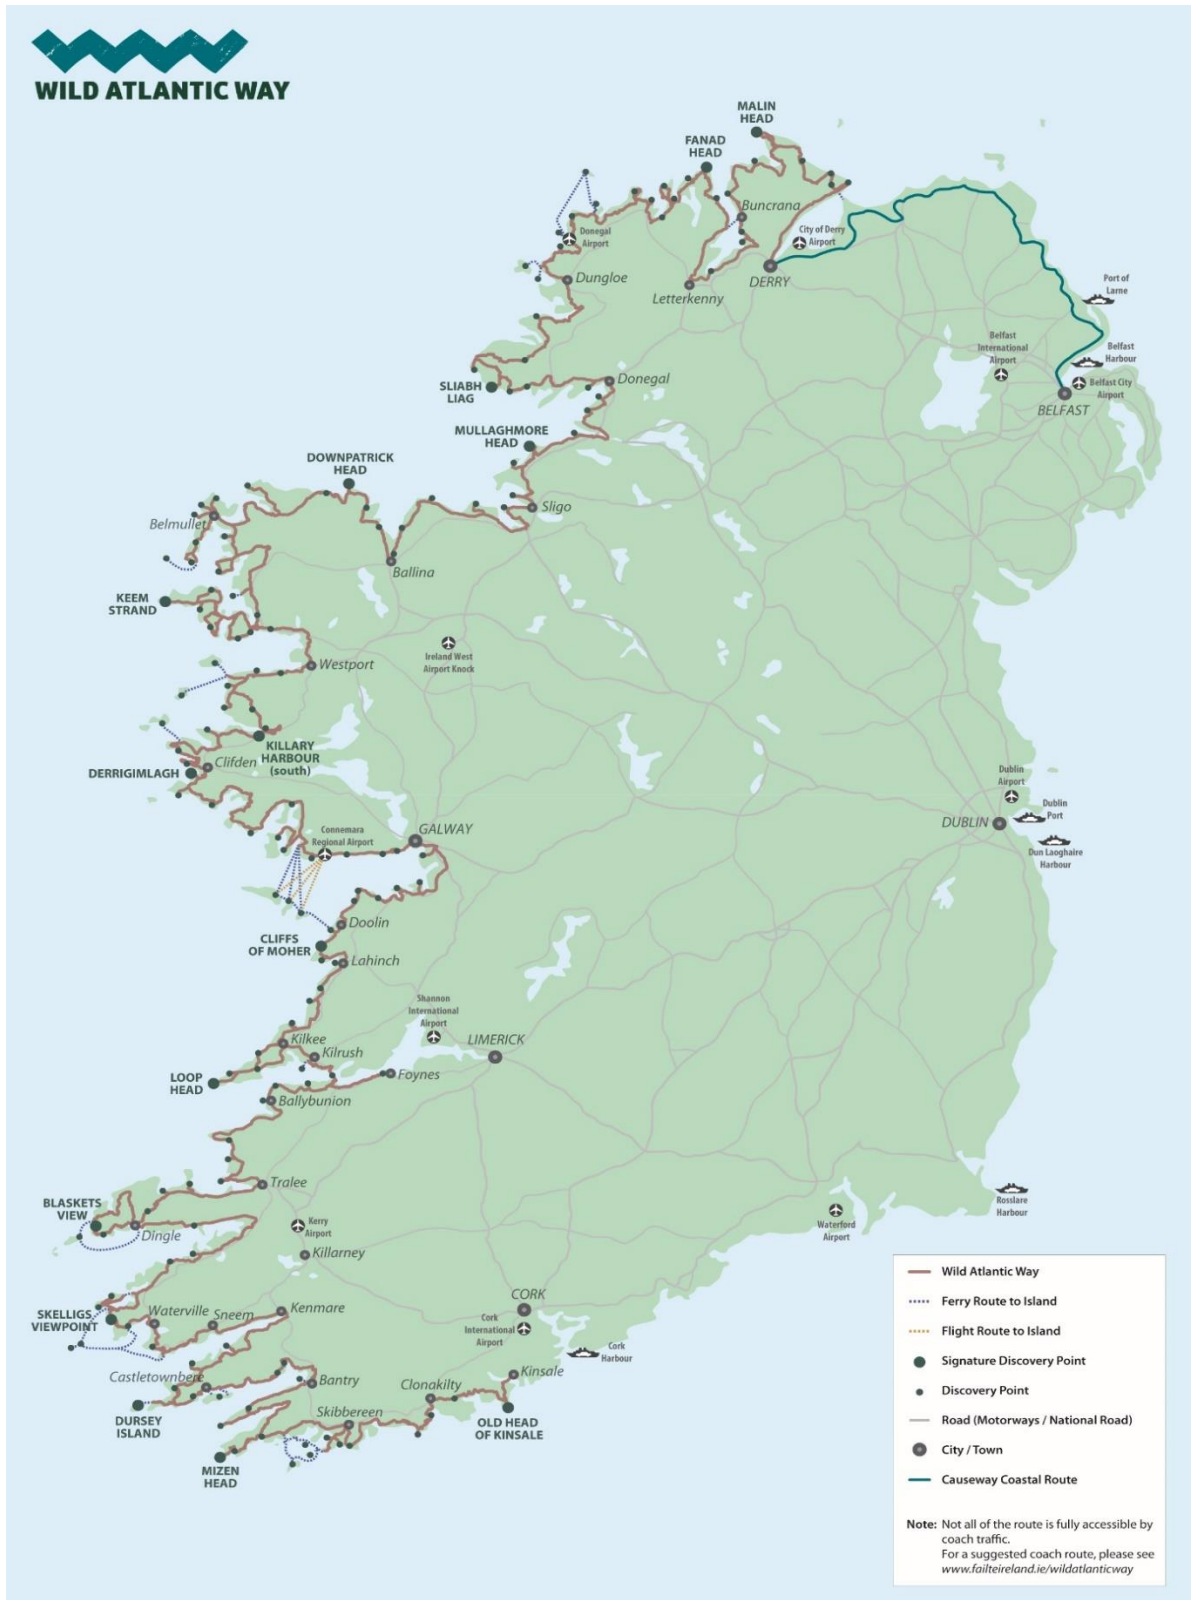 WILD ATLANTIC WAY
MALIN
HEAD
FANAD
HEAD
Buncrana
Donegal
Airport
City of Derry
Airport
Dungloe
Letterkenny
DERRY
Port of
Larne
Belfast
International
Airport
Belfast
Harbour
Belfast City
Airport
BELFAST
SLIABH
LIAG
Donegal
MULLAGHMORE
HEAD
DOWNPATRICK
HEAD
Belmullet
Sligo
Ballina
KEEM
STRAND
Ireland West
Airport Knock
Westport
KILLARY
HARBOUR
(south)
Clifden
DERRIGIMLAGH
Connemara
Regional Airport
GALWAY
Dublin
Airport
Dublin
Port
DUBLIN
Dun Laoghaire
Harbour
Doolin
CLIFFS
OF MOHER
Lahinch
Shannon
International
Airport
Kilkee
Kilrush
LIMERICK
LOOP
HEAD
Foynes
Ballybunion
Tralee
BLASKETS
VIEW
Dingle
Kerry
Airport
Killarney
Waterford
Airport
Rosslare
Harbour
SKELLIGS
VIEWPOINT
Waterville
Sneem
Kenmare
CORK
Cork
International
Airport
Cork
Harbour
Castletownbere
Bantry
Clonakilty
Kinsale
DURSEY
ISLAND
Skibbereen
OLD HEAD
OF KINSALE
MIZEN
HEAD
Wild Atlantic Way
Ferry Route to Island
Flight Route to Island
Signature Discovery Point
Discovery Point
Road (Motorways / National Road)
City / Town
Causeway Coastal Route
Note: Not all of the route is fully accessible by
coach traffic.
For a suggested coach route, please see
www.failteireland.ie/wildatlanticway